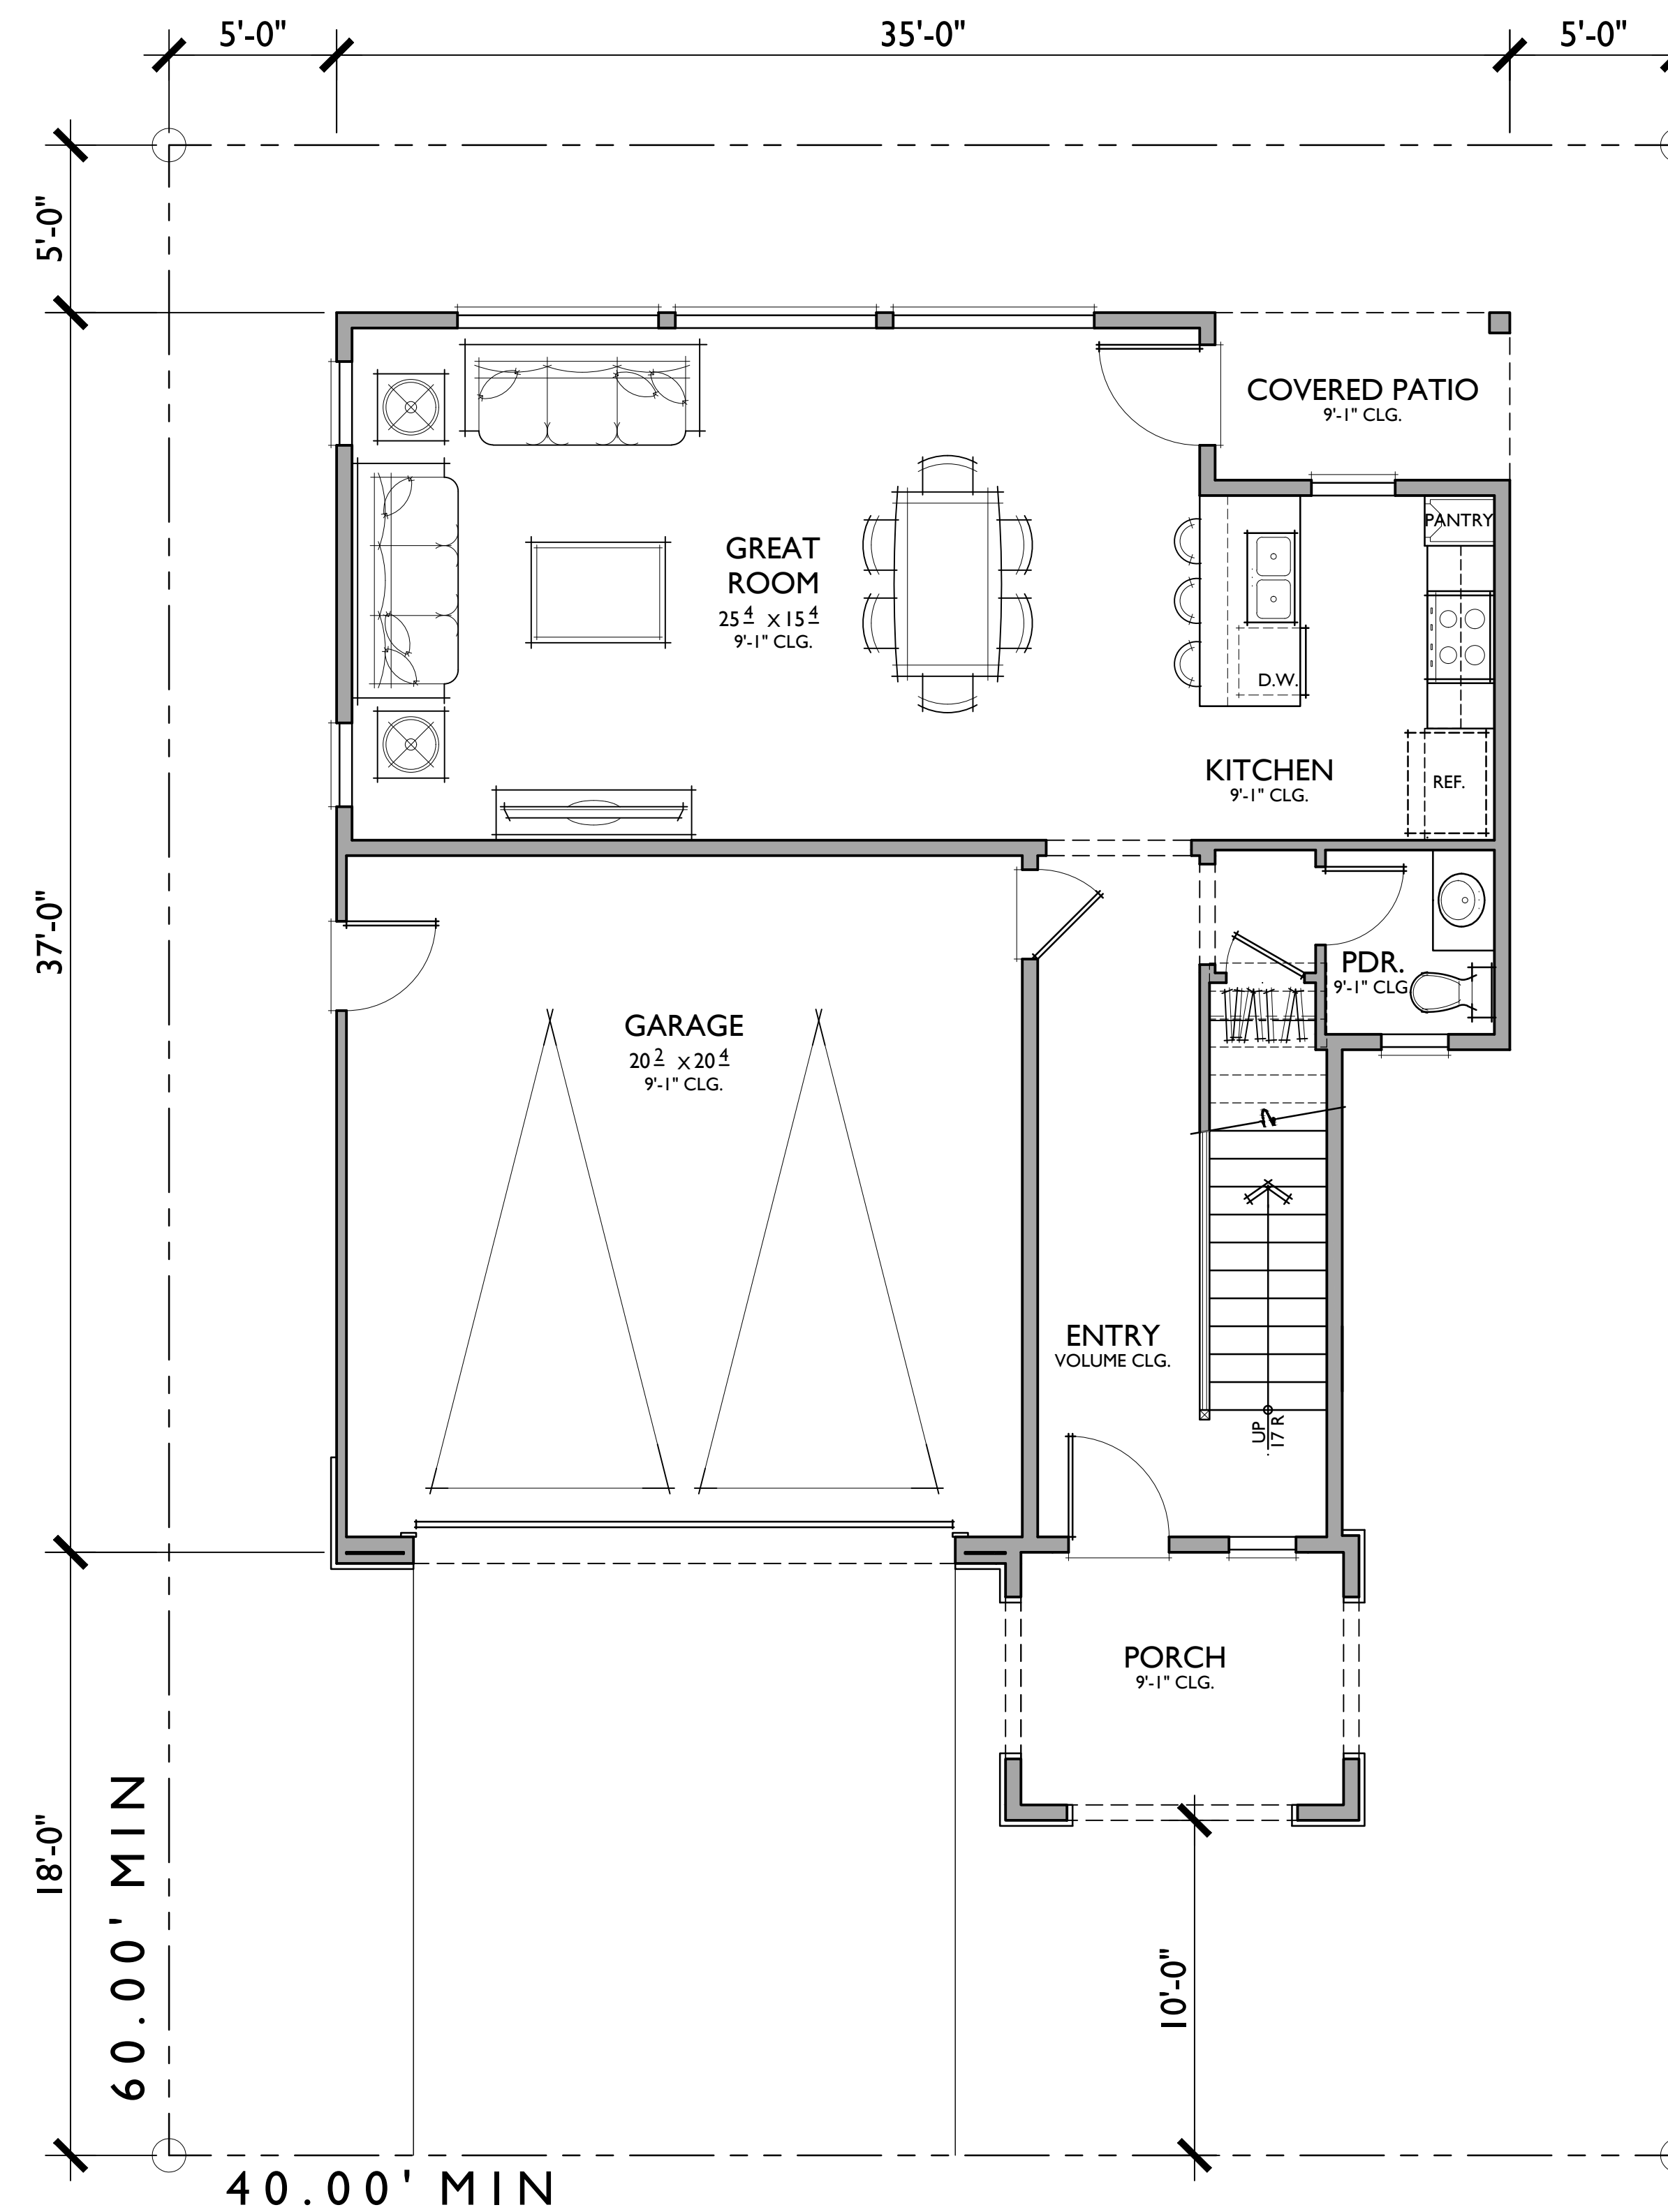 5'-0" 35'-0" 5'-0"
5'-0"
COVERED PATIO
9'-1" CLG.
PANTRY
GREAT
ROOM
25 4 X 15 4
9'-1" CLG.
D.W.
KITCHEN
9'-1" CLG.
REF.
37'-0"
PDR.
9'-1" CLG
GARAGE
20 2 X 20 4
9'-1" CLG.
ENTRY
VOLUME CLG.
UP
17 R
PORCH
9'-1" CLG.
18'-0"
60.00' MIN
10'-0"
40.00' MIN